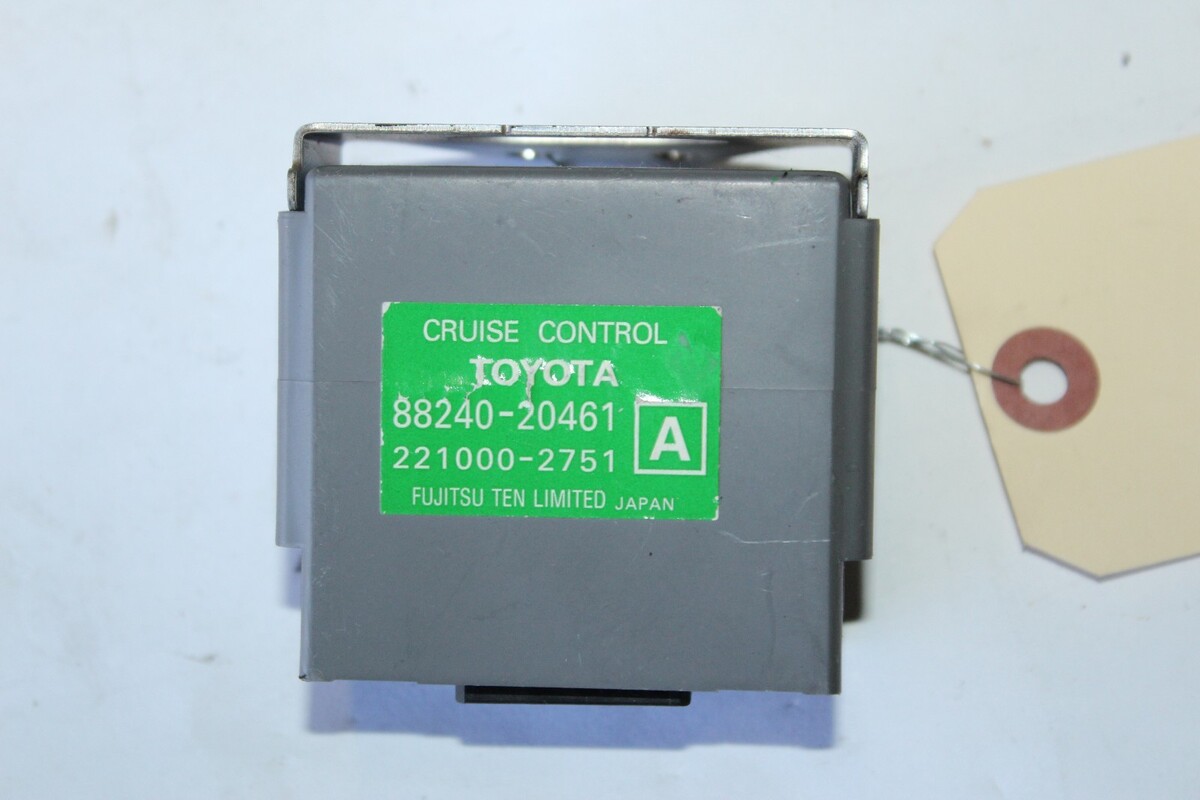 CRUISE CONTROL
TOYOTA
88240-20461
A
221000-2751
FUJITSU TEN LIMITED JAPAN